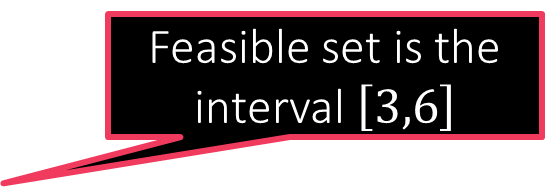 Feasible set is the
interval [3,6]